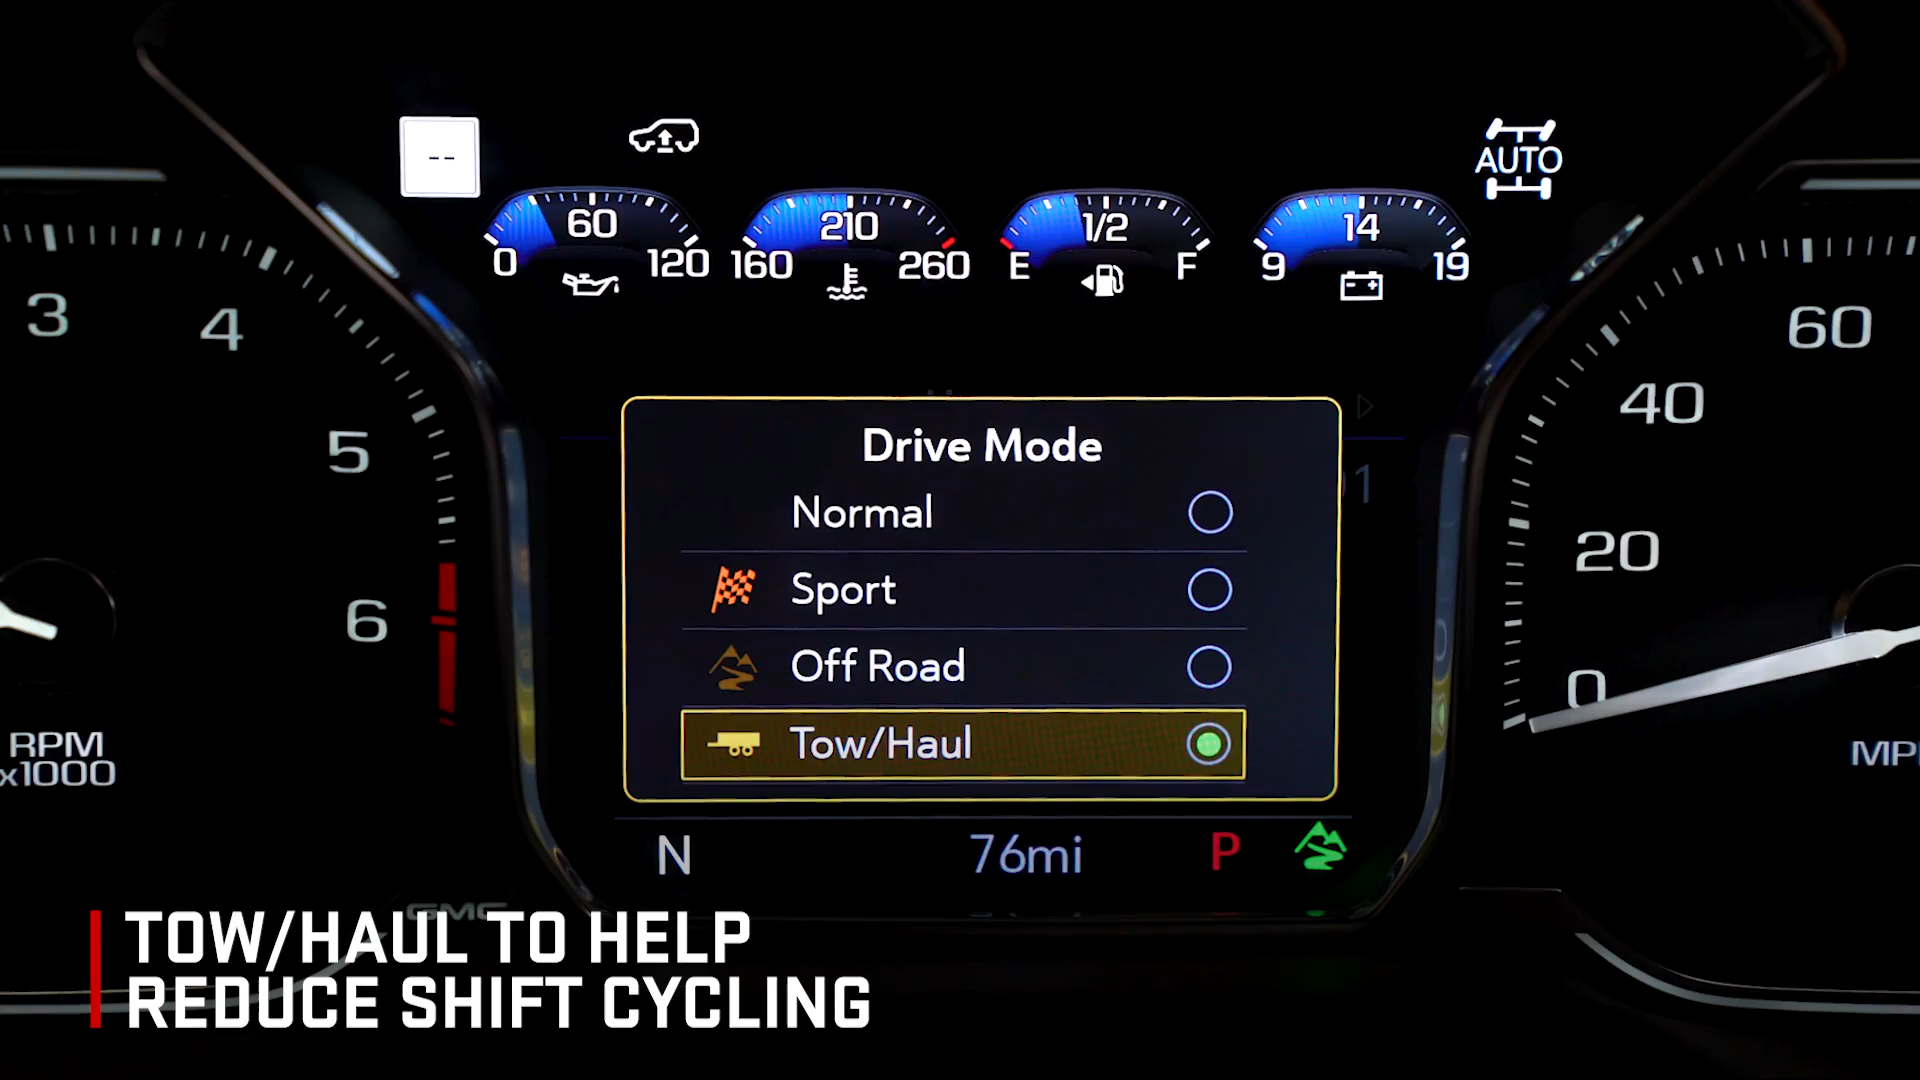 --
AUTO
60
0 120
210
160 260
1/2
E F
14
9 19
3
4
5
6
RPM
x1000
60
40
20
0
Drive Mode
Normal
Sport
Off Road
Tow/Haul
N 76mi P
GMC
TOW/HAUL TO HELP
REDUCE SHIFT CYCLING